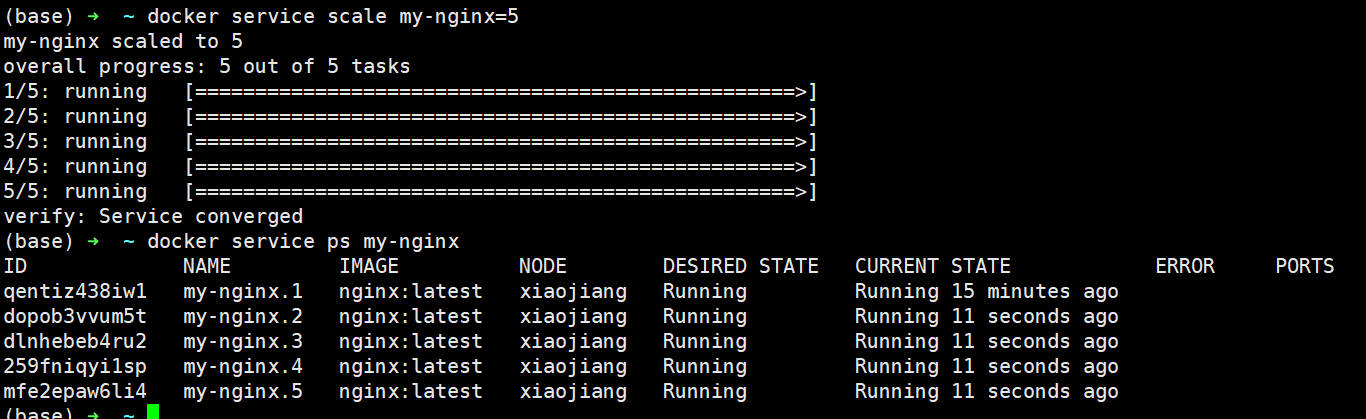 (base) ➜  ~ docker service scale my-nginx=5
my-nginx scaled to 5
overall progress: 5 out of 5 tasks
1/5: running   [==================================================>]
2/5: running   [==================================================>]
3/5: running   [==================================================>]
4/5: running   [==================================================>]
5/5: running   [==================================================>]
verify: Service converged
(base) ➜  ~ docker service ps my-nginx
ID             NAME         IMAGE          NODE        DESIRED STATE   CURRENT STATE            ERROR     PORTS
qentiz438iw1   my-nginx.1   nginx:latest   xiaojiang   Running         Running 15 minutes ago
dopob3vvum5t   my-nginx.2   nginx:latest   xiaojiang   Running         Running 11 seconds ago
dlnhebeb4ru2   my-nginx.3   nginx:latest   xiaojiang   Running         Running 11 seconds ago
259fniqyi1sp   my-nginx.4   nginx:latest   xiaojiang   Running         Running 11 seconds ago
mfe2epaw6li4   my-nginx.5   nginx:latest   xiaojiang   Running         Running 11 seconds ago
(base) ➜  ~